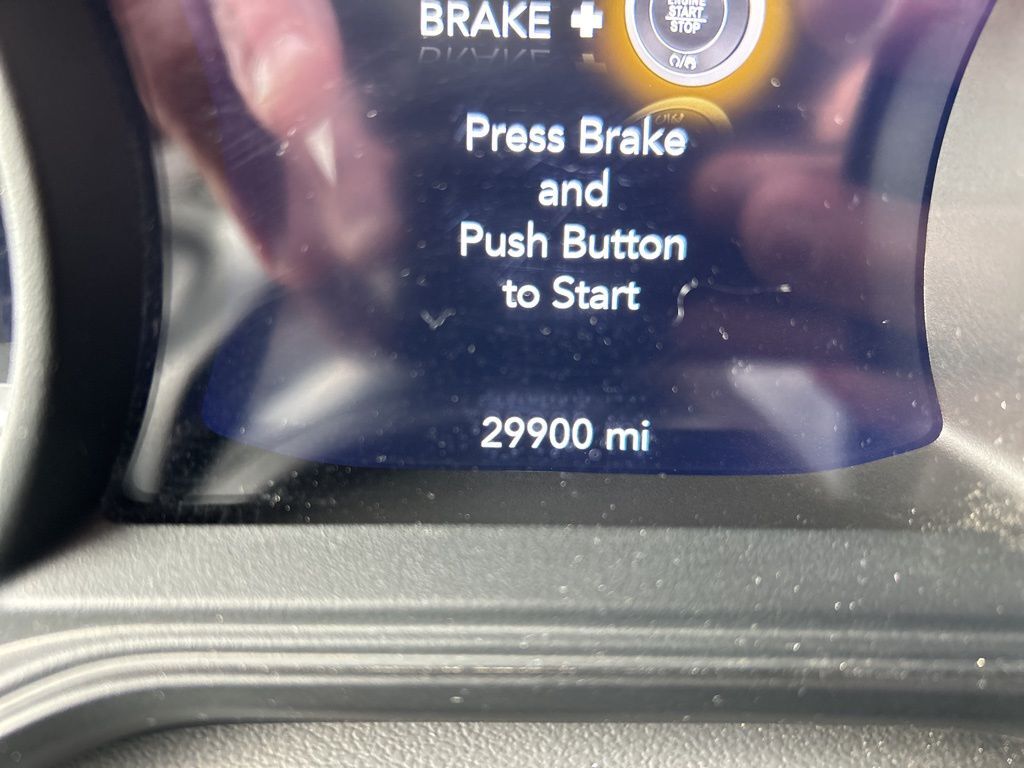 BRAKE +
ENGINE
START
STOP
Press Brake
and
Push Button
to Start
29900 mi